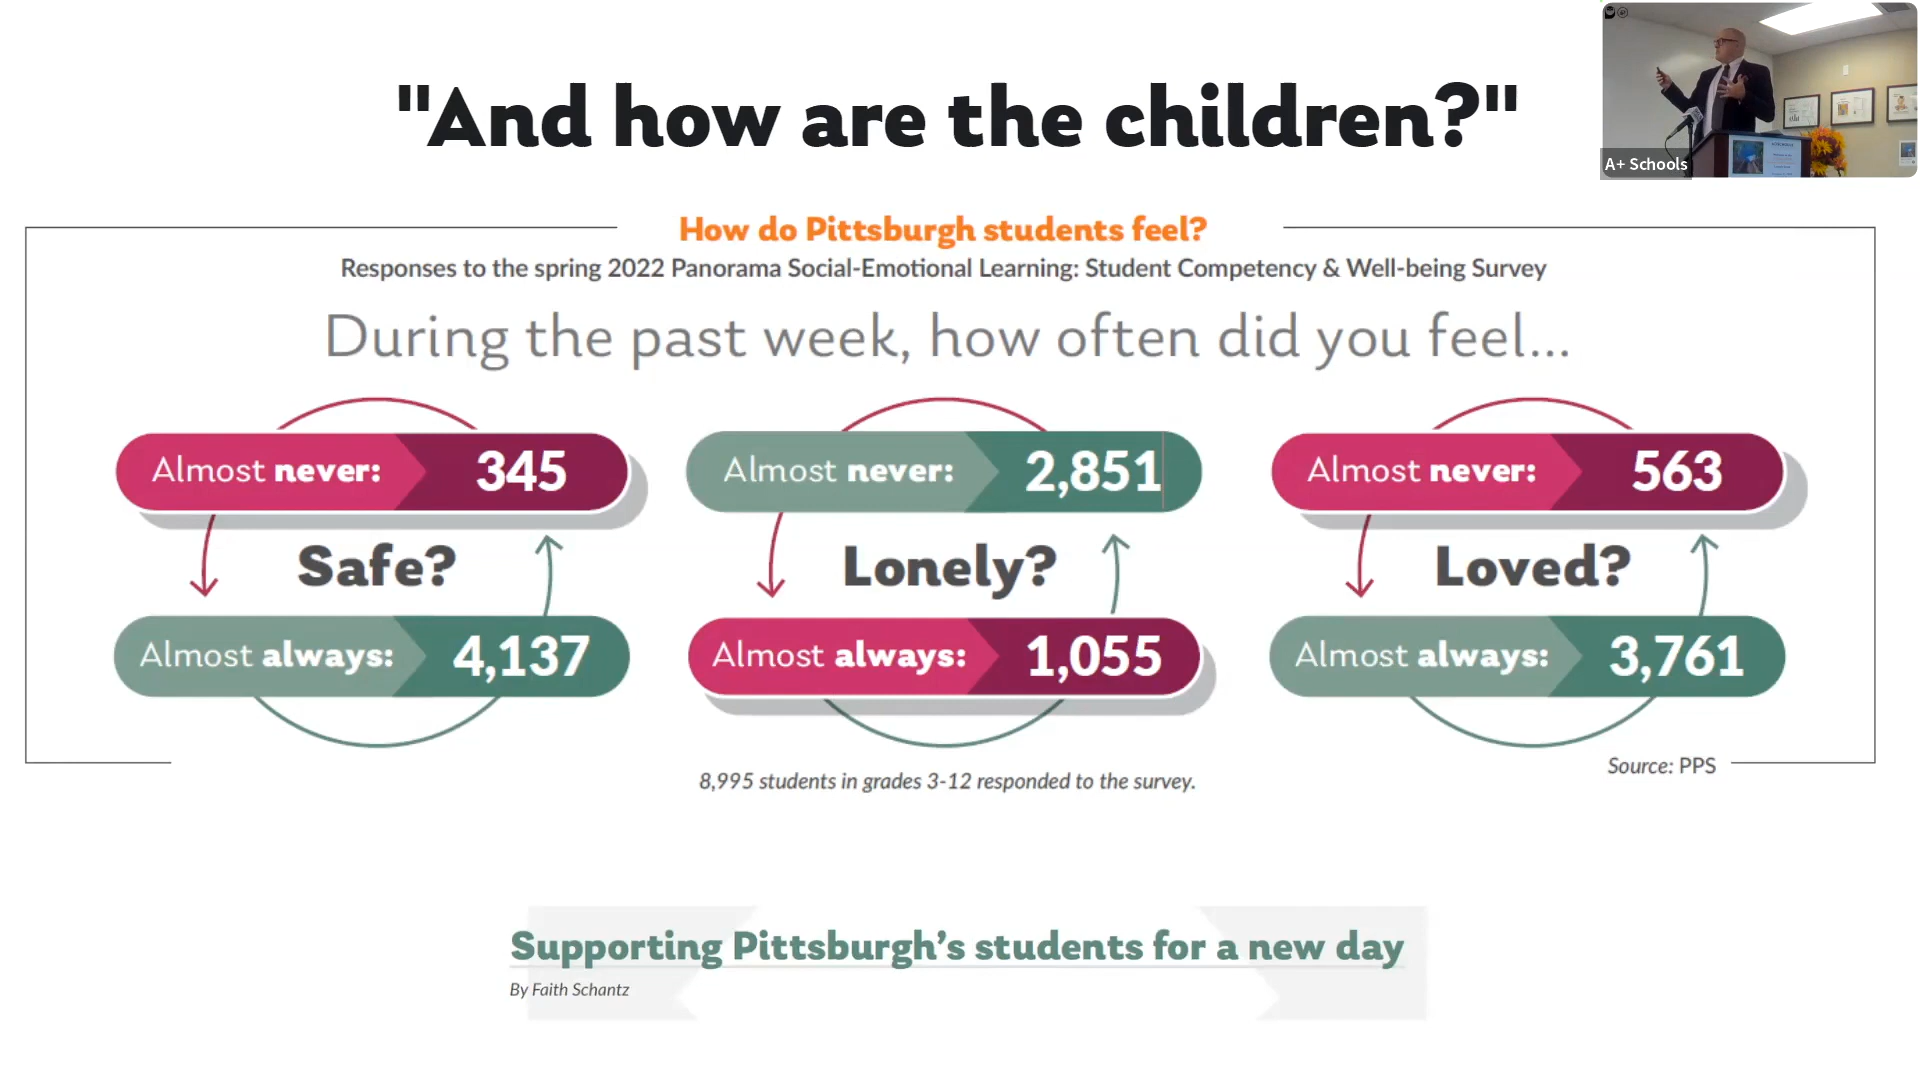 "And how are the children?"
A+ Schools
How do Pittsburgh students feel?
Responses to the spring 2022 Panorama Social-Emotional Learning: Student Competency & Well-being Survey
During the past week, how often did you feel...
Almost never: 345
Safe?
Almost always: 4,137
Almost never: 2,851
Lonely?
Almost always: 1,055
Almost never: 563
Loved?
Almost always: 3,761
8,995 students in grades 3-12 responded to the survey.
Source: PPS
Supporting Pittsburgh's students for a new day
By Faith Schantz